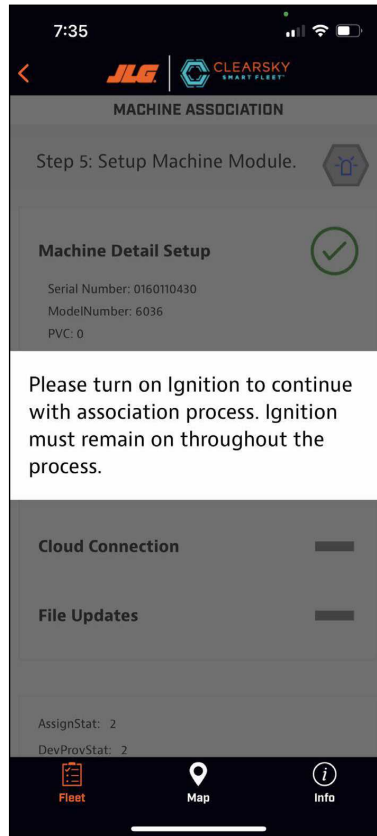 7:35
JLG
CLEARSKY
SMART FLEET
MACHINE ASSOCIATION
Step 5: Setup Machine Module.
Machine Detail Setup
Serial Number: 0160110430
ModelNumber: 6036
PVC: 0
Please turn on Ignition to continue
with association process. Ignition
must remain on throughout the
process.
Cloud Connection
File Updates
AssignStat: 2
DevProvStat: 2
Fleet
Map
Info